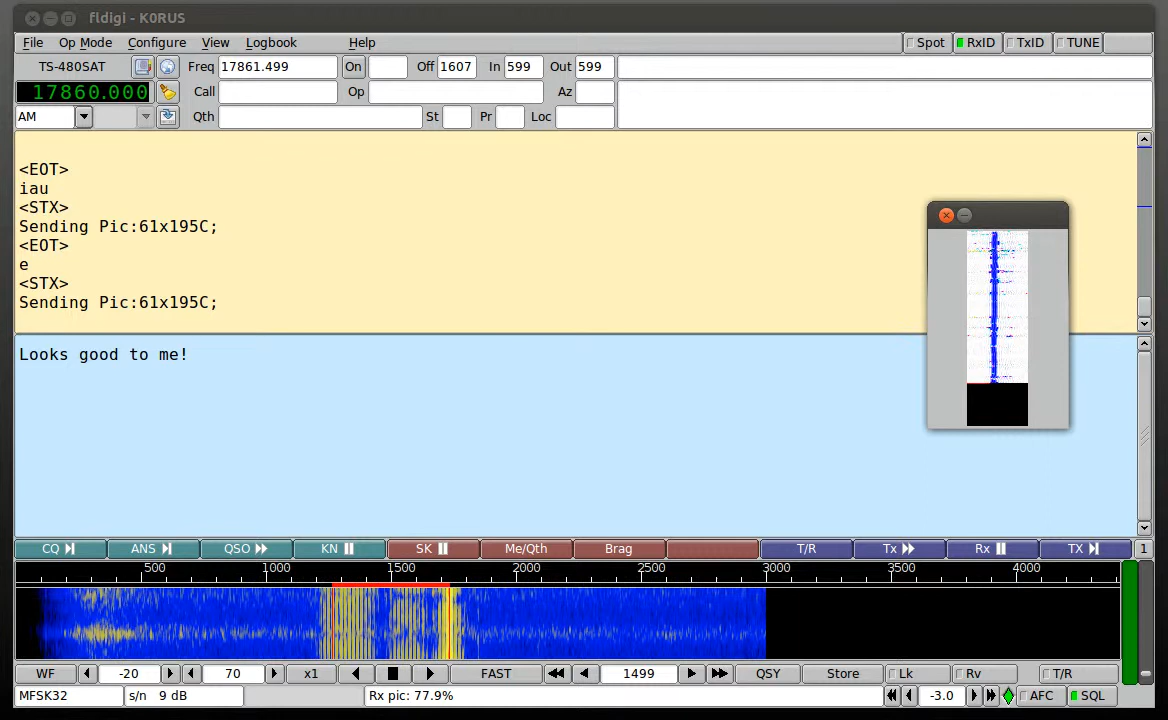 fldigi - K0RUS
File Op Mode Configure View Logbook Help Spot RxID TxID TUNE
TS-480SAT Freq 17861.499 On Off 1607 In 599 Out 599
17860.000 Call Op Az
AM Qth St Pr Loc
<EOT>
iau
<STX>
Sending Pic:61x195C;
<EOT>
e
<STX>
Sending Pic:61x195C;
Looks good to me!
CQ ANS QSO KN SK Me/Qth Brag T/R Tx Rx TX 1
500 1000 1500 2000 2500 3000 3500 4000
WF -20 70 x1 FAST 1499 QSY Store Lk Rv T/R
MFSK32 s/n 9 dB Rx pic: 77.9% -3.0 AFC SQL